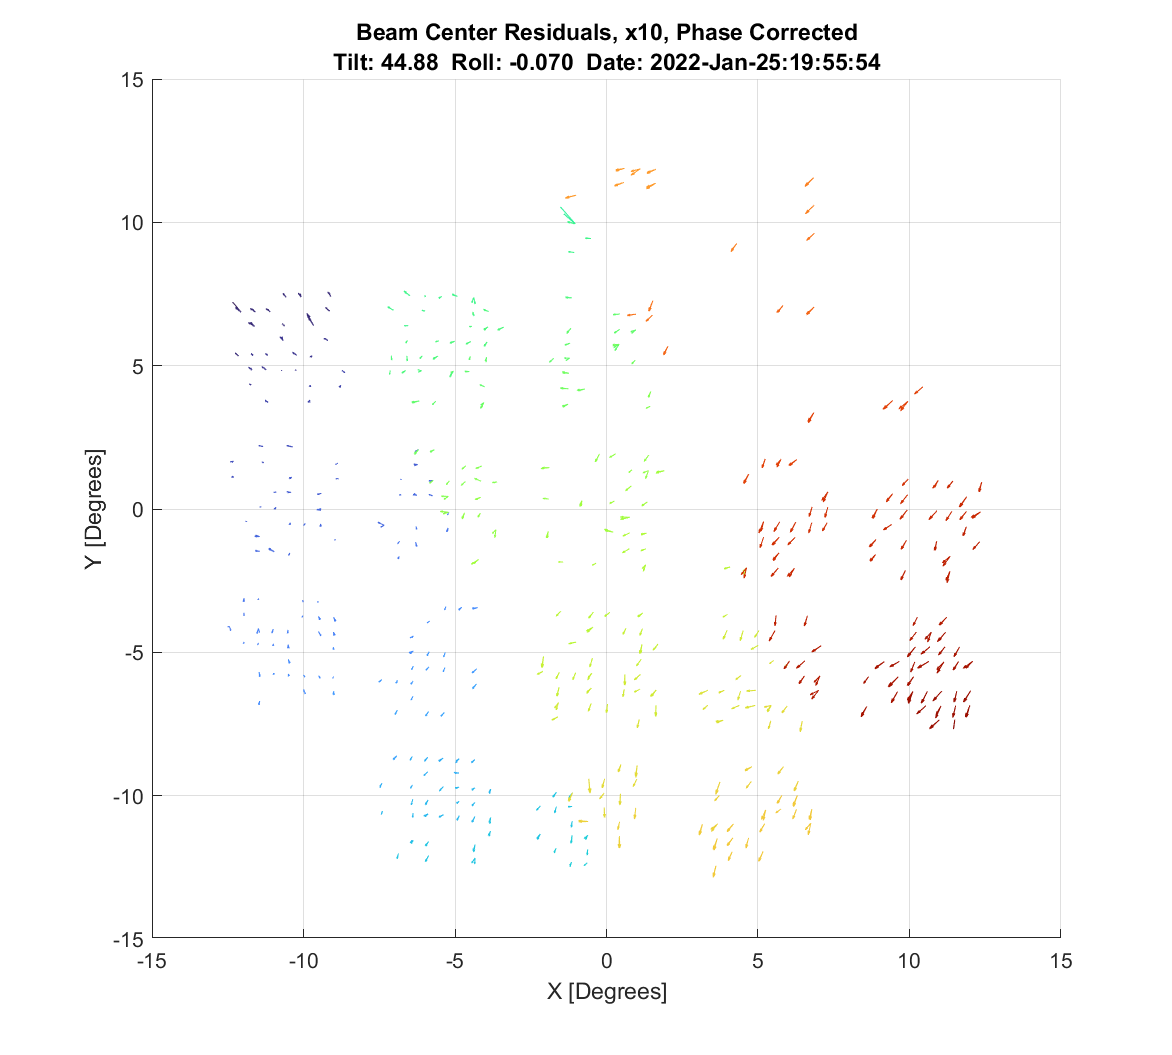 Beam Center Residuals, x10, Phase Corrected
Tilt: 44.88 Roll: -0.070 Date: 2022-Jan-25:19:55:54
15
10
5
0
-5
-10
-15
Y [Degrees]
-15 -10 -5 0 5 10 15
X [Degrees]